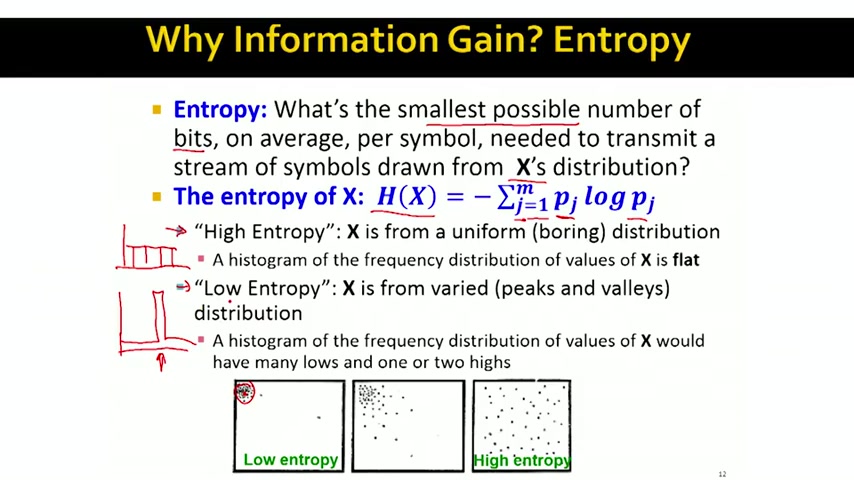 Why Information Gain? Entropy
Entropy: What's the smallest possible number of
bits, on average, per symbol, needed to transmit a
stream of symbols drawn from X's distribution?
The entropy of X: H(X) = − ∑_{j=1}^{m} p_j log p_j
"High Entropy": X is from a uniform (boring) distribution
A histogram of the frequency distribution of values of X is flat
"Low Entropy": X is from varied (peaks and valleys)
distribution
A histogram of the frequency distribution of values of X would
have many lows and one or two highs
Low entropy
High entropy
12